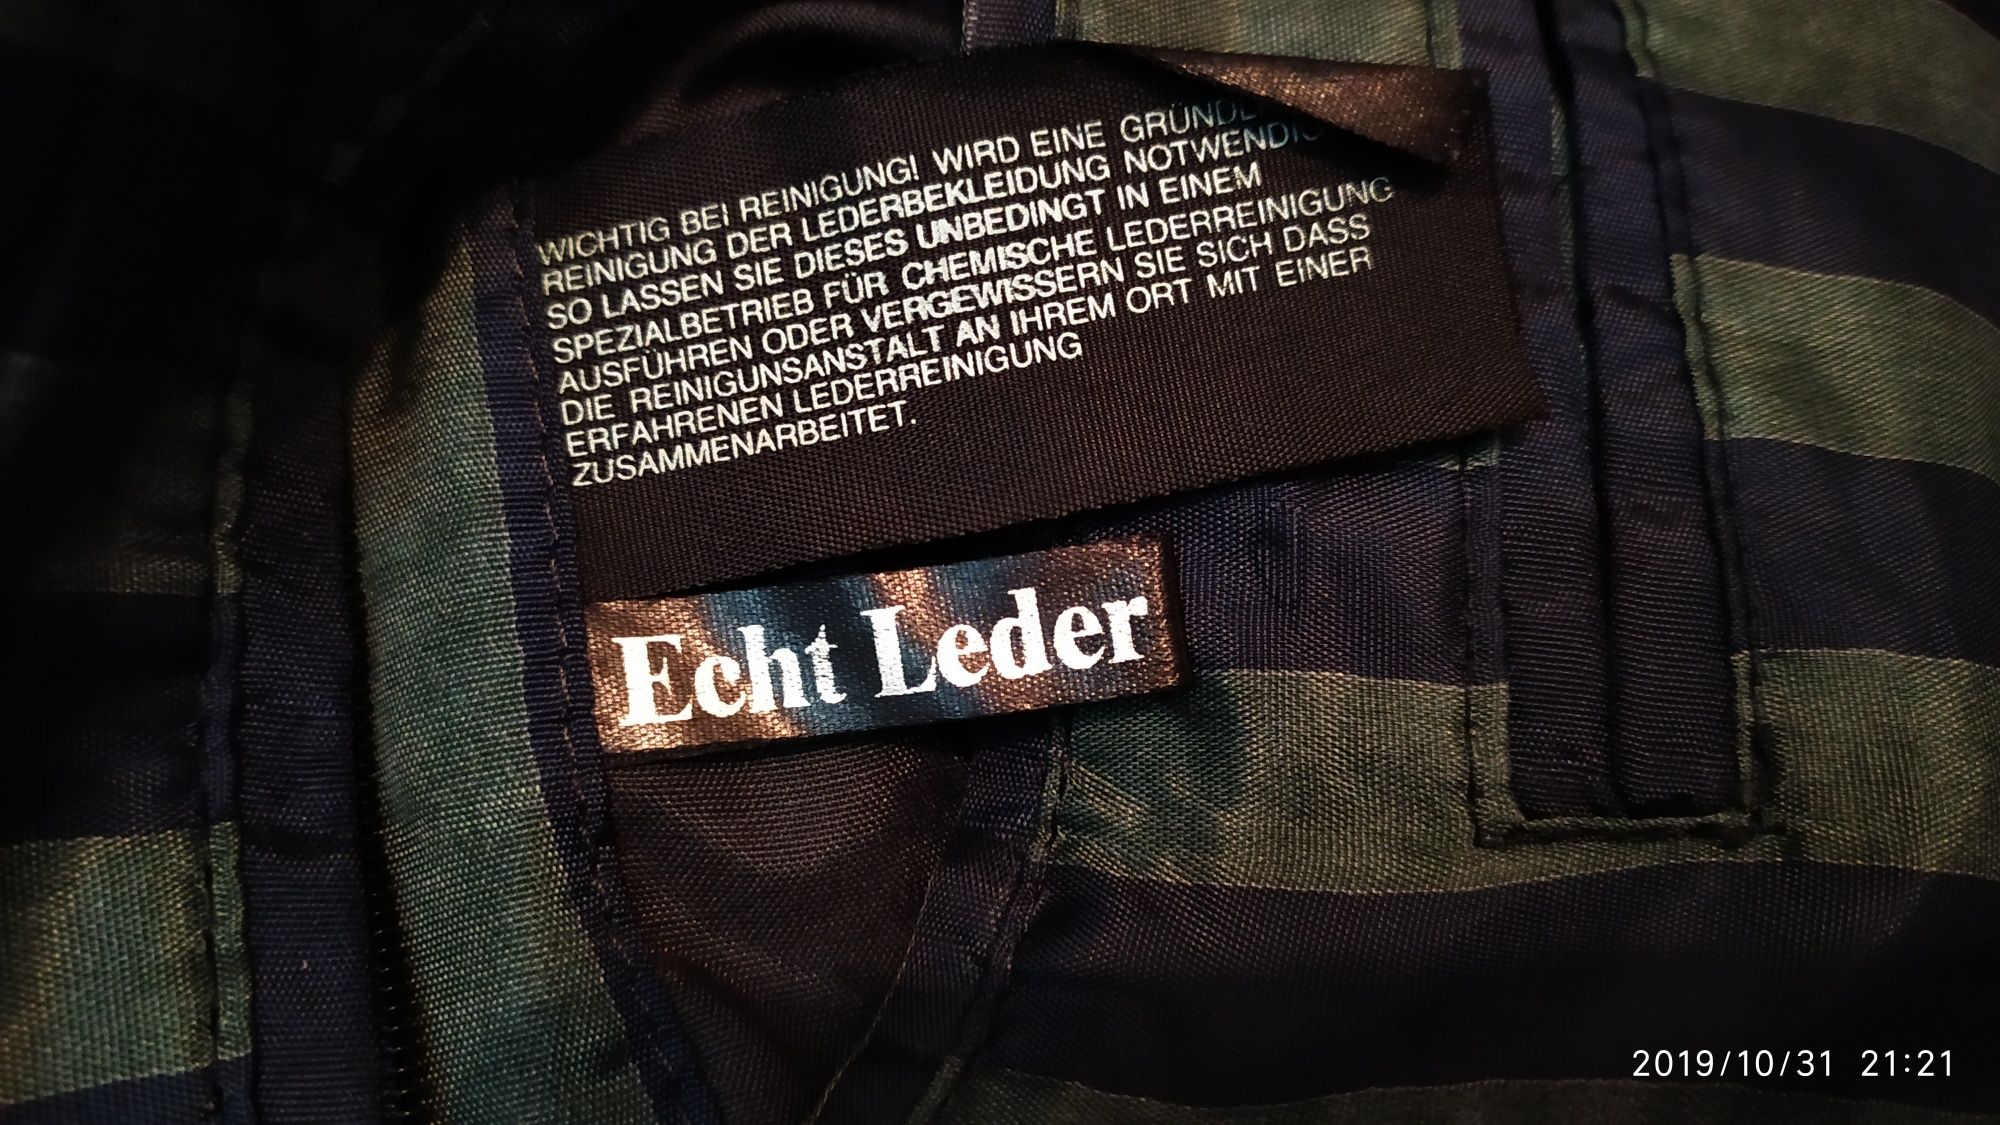 WICHTIG BEI REINIGUNG! WIRD EINE
REINIGUNG DER LEDERBEKLEIDUNG NOTWENDIG
SO LASSEN SIE DIESES UNBEDINGT IN EINEM
SPEZIALBETRIEB FÜR CHEMISCHE LEDERREINIGUNG
AUSFÜHREN ODER VERGEWISSERN SIE SICH DASS
DIE REINIGUNSANSTALT AN IHREM ORT MIT EINER
ERFAHRENEN LEDERREINIGUNG
ZUSAMMENARBEITET.
Echt Leder
2019/10/31 21:21